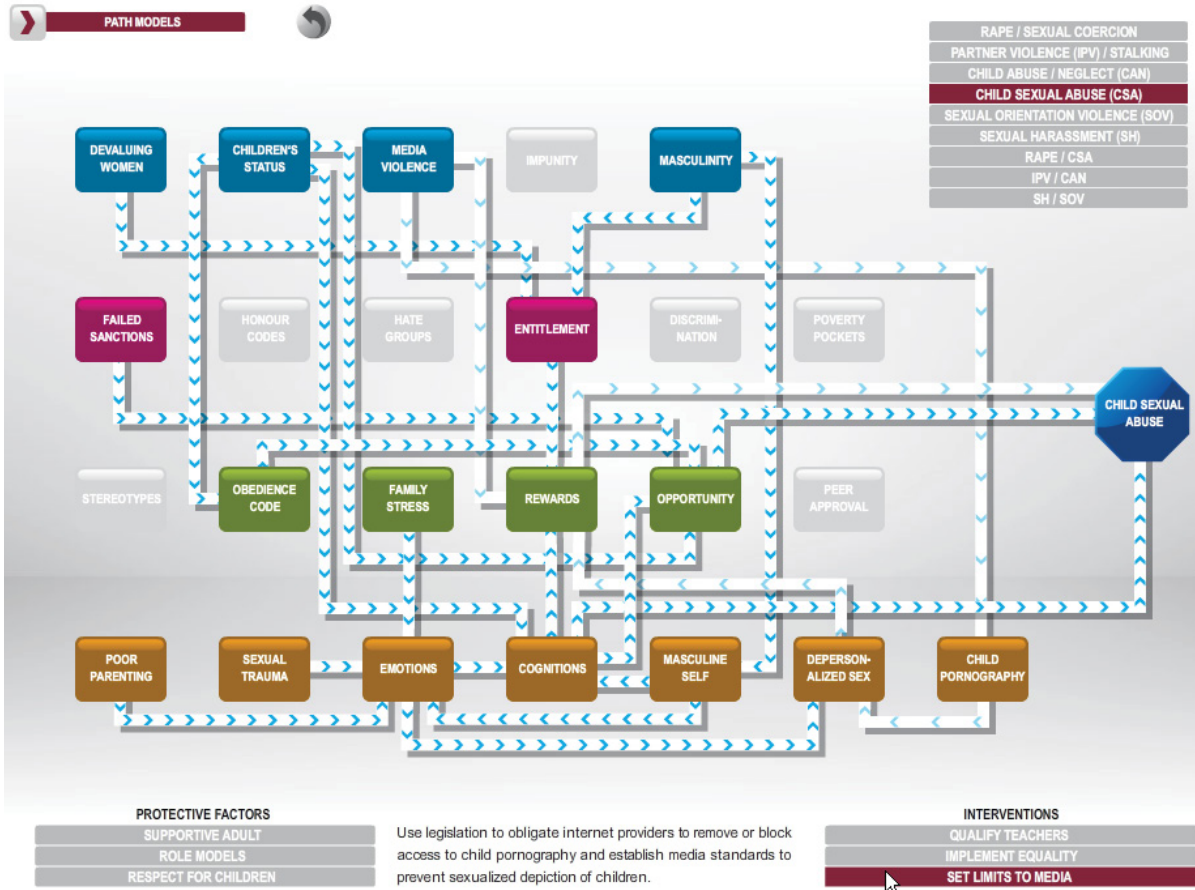 PATH MODELS
RAPE / SEXUAL COERCION
PARTNER VIOLENCE (IPV) / STALKING
CHILD ABUSE / NEGLECT (CAN)
CHILD SEXUAL ABUSE (CSA)
SEXUAL ORIENTATION VIOLENCE (SOV)
SEXUAL HARASSMENT (SH)
RAPE / CSA
IPV / CAN
SH / SOV
DEVALUING
WOMEN
CHILDREN'S
STATUS
MEDIA
VIOLENCE
IMPUNITY
MASCULINITY
FAILED
SANCTIONS
HONOUR
CODES
HATE
GROUPS
ENTITLEMENT
DISCRIMI-
NATION
POVERTY
POCKETS
CHILD SEXUAL
ABUSE
STEREOTYPES
OBEDIENCE
CODE
FAMILY
STRESS
REWARDS
OPPORTUNITY
PEER
APPROVAL
POOR
PARENTING
SEXUAL
TRAUMA
EMOTIONS
COGNITIONS
MASCULINE
SELF
DEPERSON-
ALIZED SEX
CHILD
PORNOGRAPHY
PROTECTIVE FACTORS
SUPPORTIVE ADULT
ROLE MODELS
RESPECT FOR CHILDREN
Use legislation to obligate internet providers to remove or block
access to child pornography and establish media standards to
prevent sexualized depiction of children.
INTERVENTIONS
QUALIFY TEACHERS
IMPLEMENT EQUALITY
SET LIMITS TO MEDIA